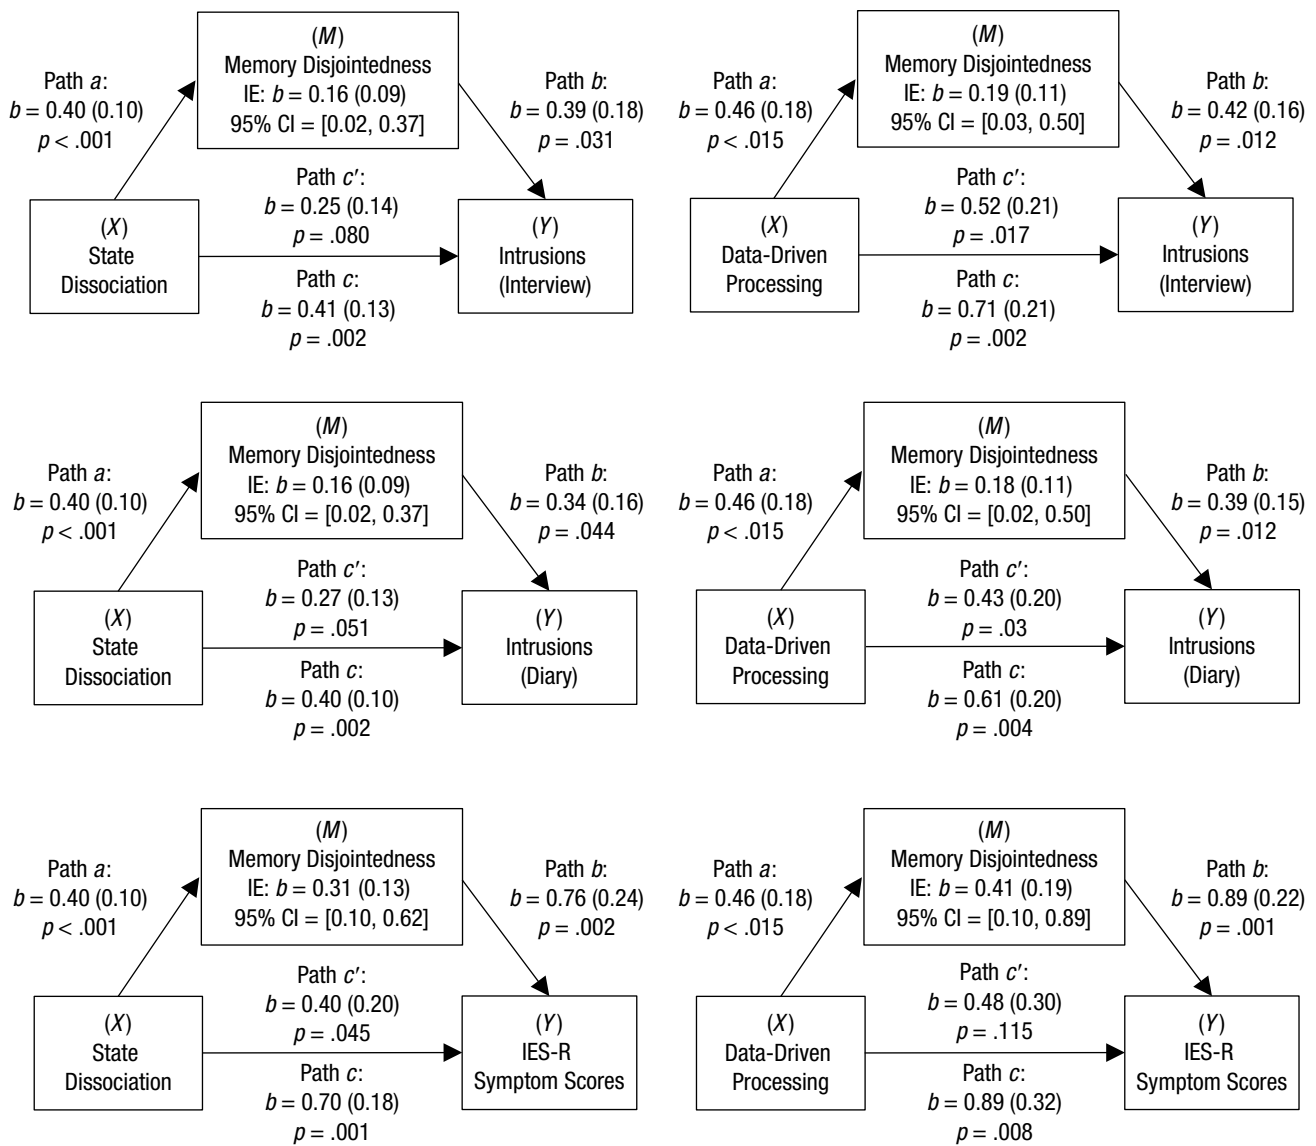 (M)
Memory Disjointedness
IE: b = 0.16 (0.09)
95% CI = [0.02, 0.37]
Path a:
b = 0.40 (0.10)
p < .001
Path b:
b = 0.39 (0.18)
p = .031
Path c′:
b = 0.25 (0.14)
p = .080
(X)
State
Dissociation
(Y)
Intrusions
(Interview)
Path c:
b = 0.41 (0.13)
p = .002
(M)
Memory Disjointedness
IE: b = 0.19 (0.11)
95% CI = [0.03, 0.50]
Path a:
b = 0.46 (0.18)
p < .015
Path b:
b = 0.42 (0.16)
p = .012
Path c′:
b = 0.52 (0.21)
p = .017
(X)
Data-Driven
Processing
(Y)
Intrusions
(Interview)
Path c:
b = 0.71 (0.21)
p = .002
(M)
Memory Disjointedness
IE: b = 0.16 (0.09)
95% CI = [0.02, 0.37]
Path a:
b = 0.40 (0.10)
p < .001
Path b:
b = 0.34 (0.16)
p = .044
Path c′:
b = 0.27 (0.13)
p = .051
(X)
State
Dissociation
(Y)
Intrusions
(Diary)
Path c:
b = 0.40 (0.10)
p = .002
(M)
Memory Disjointedness
IE: b = 0.18 (0.11)
95% CI = [0.02, 0.50]
Path a:
b = 0.46 (0.18)
p < .015
Path b:
b = 0.39 (0.15)
p = .012
Path c′:
b = 0.43 (0.20)
p = .03
(X)
Data-Driven
Processing
(Y)
Intrusions
(Diary)
Path c:
b = 0.61 (0.20)
p = .004
(M)
Memory Disjointedness
IE: b = 0.31 (0.13)
95% CI = [0.10, 0.62]
Path a:
b = 0.40 (0.10)
p < .001
Path b:
b = 0.76 (0.24)
p = .002
Path c′:
b = 0.40 (0.20)
p = .045
(X)
State
Dissociation
(Y)
IES-R
Symptom Scores
Path c:
b = 0.70 (0.18)
p = .001
(M)
Memory Disjointedness
IE: b = 0.41 (0.19)
95% CI = [0.10, 0.89]
Path a:
b = 0.46 (0.18)
p < .015
Path b:
b = 0.89 (0.22)
p = .001
Path c′:
b = 0.48 (0.30)
p = .115
(X)
Data-Driven
Processing
(Y)
IES-R
Symptom Scores
Path c:
b = 0.89 (0.32)
p = .008